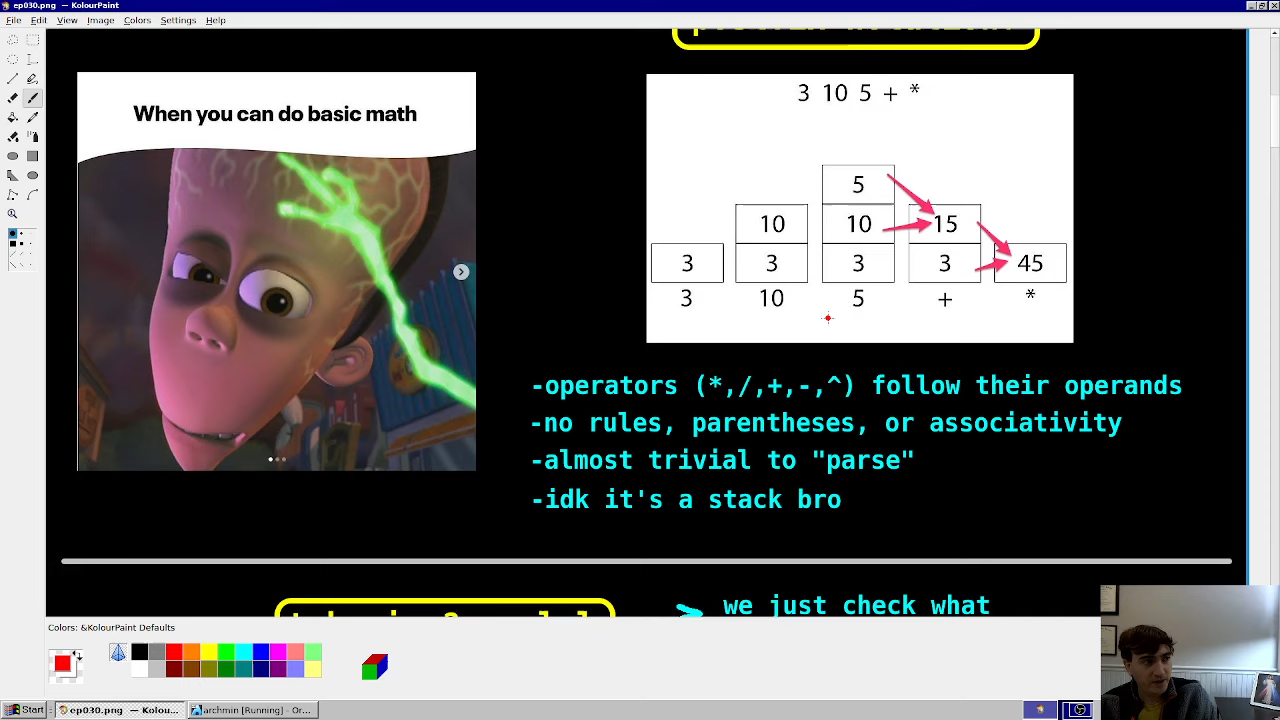 ep030.png — KolourPaint
File Edit View Image Colors Settings Help
When you can do basic math
3 10 5 + *
5
10 10 15
3 3 3 3 45
3 10 5 + *
-operators (*,/,+,-,^) follow their operands
-no rules, parentheses, or associativity
-almost trivial to "parse"
-idk it's a stack bro
we just check what
Colors: &KolourPaint Defaults
Start ep030.png — Kolou... archmin [Running] - Or...